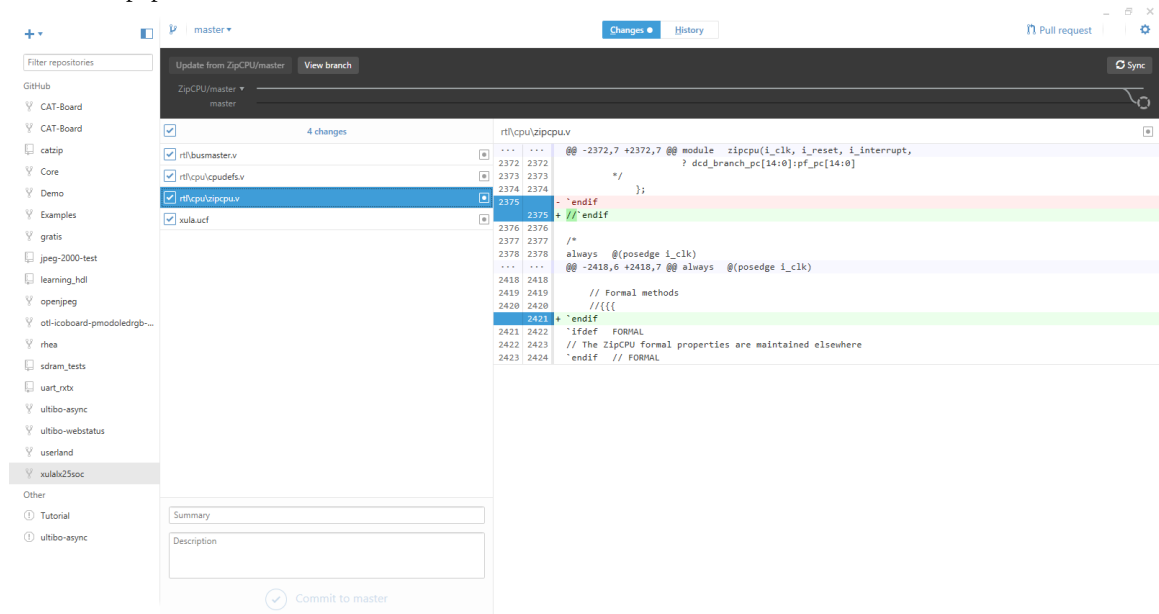 master
Changes
History
Pull request
Filter repositories
GitHub
CAT-Board
CAT-Board
catzip
Core
Demo
Examples
gratis
jpeg-2000-test
learning_hdl
openjpeg
otl-icoboard-pmodoledrgb-...
rhea
sdram_tests
uart_rxtx
ultibo-async
ultibo-webstatus
userland
xulalx25soc
Other
Tutorial
ultibo-async
Update from ZipCPU/master
View branch
Sync
ZipCPU/master
master
4 changes
rtl\busmaster.v
rtl\cpu\cpudefs.v
rtl\cpu\zipcpu.v
xula.ucf
Summary
Description
Commit to master
rtl\cpu\zipcpu.v
... ... @@ -2372,7 +2372,7 @@ module zipcpu(i_clk, i_reset, i_interrupt,
2372 2372 ? dcd_branch_pc[14:0]:pf_pc[14:0]
2373 2373 */
2374 2374 };
2375 - `endif
2375 + //`endif
2376 2376
2377 2377 /*
2378 2378 always @(posedge i_clk)
... ... @@ -2418,6 +2418,7 @@ always @(posedge i_clk)
2418 2418
2419 2419 // Formal methods
2420 2420 //{{{
2421 + `endif
2421 2422 `ifdef FORMAL
2422 2423 // The ZipCPU formal properties are maintained elsewhere
2423 2424 `endif // FORMAL